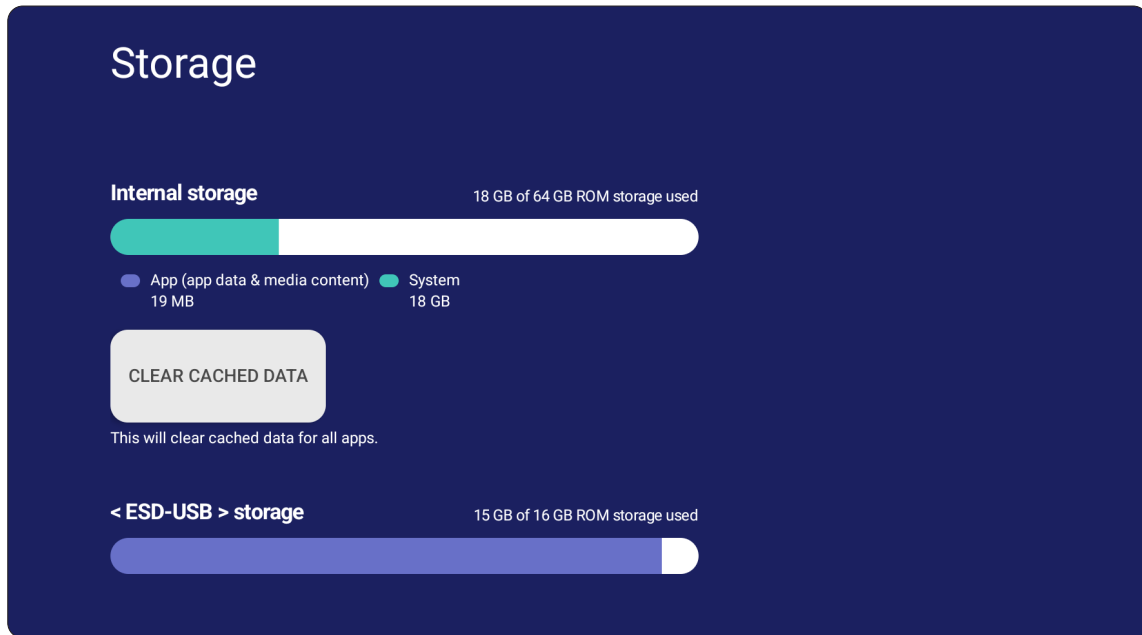 Storage
Internal storage
18 GB of 64 GB ROM storage used
App (app data & media content)
19 MB
System
18 GB
CLEAR CACHED DATA
This will clear cached data for all apps.
< ESD-USB > storage
15 GB of 16 GB ROM storage used